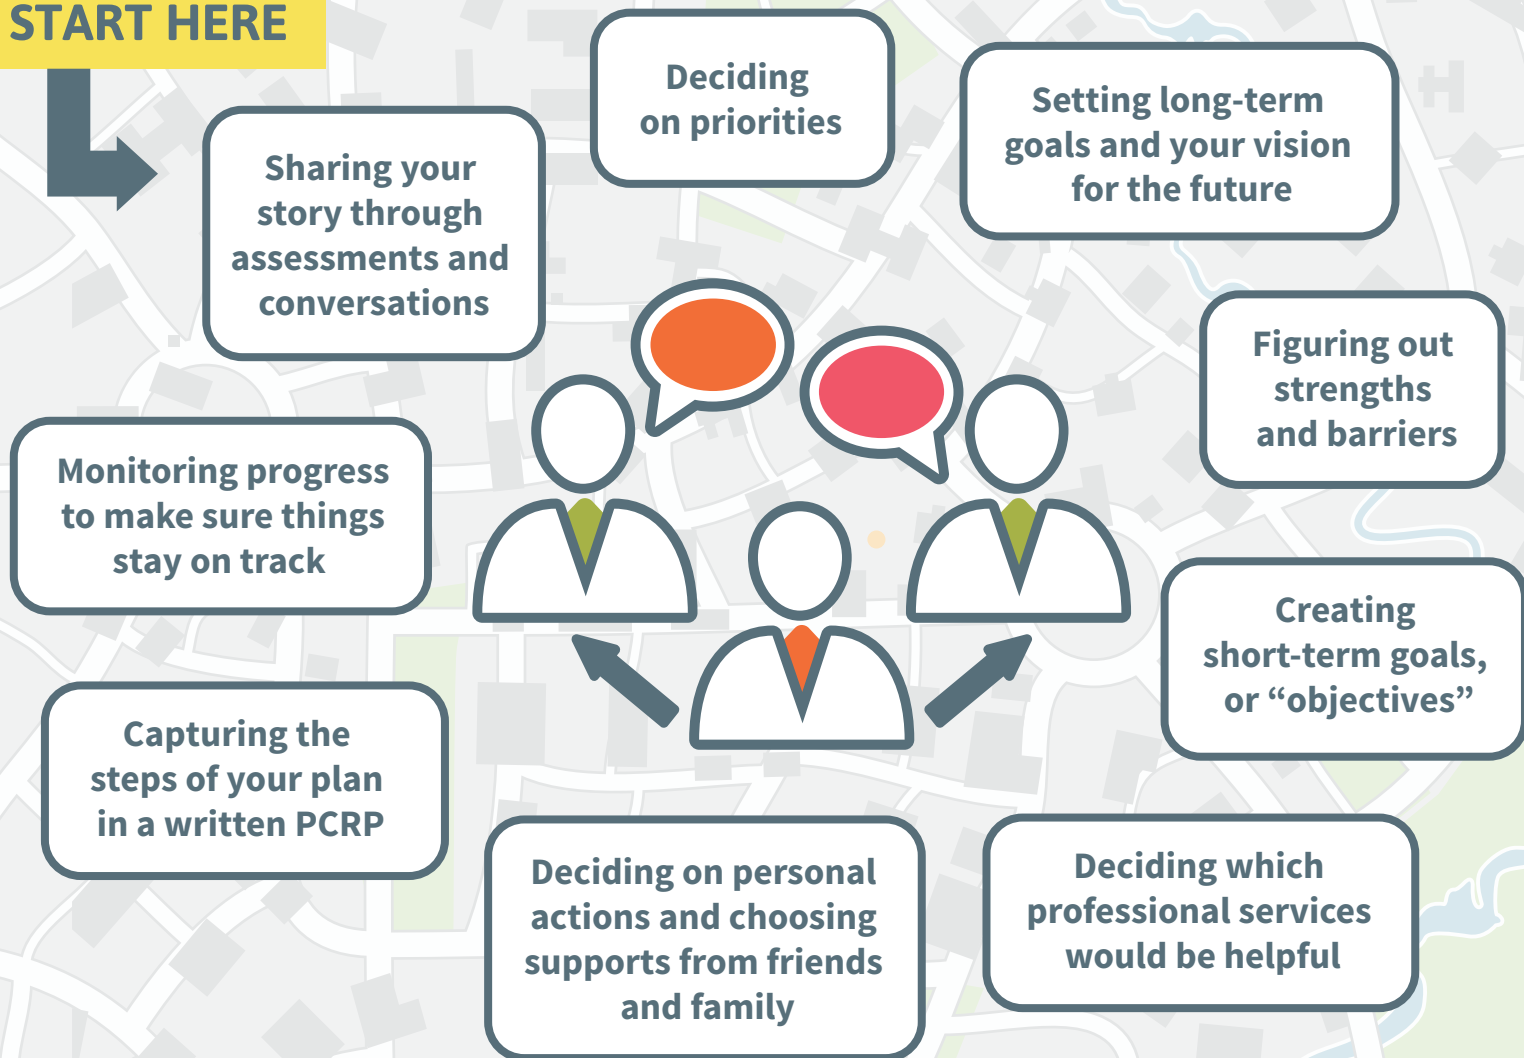 START HERE
Sharing your
story through
assessments and
conversations
Deciding
on priorities
Setting long-term
goals and your vision
for the future
Figuring out
strengths
and barriers
Creating
short-term goals,
or “objectives”
Deciding which
professional services
would be helpful
Deciding on personal
actions and choosing
supports from friends
and family
Capturing the
steps of your plan
in a written PCRP
Monitoring progress
to make sure things
stay on track